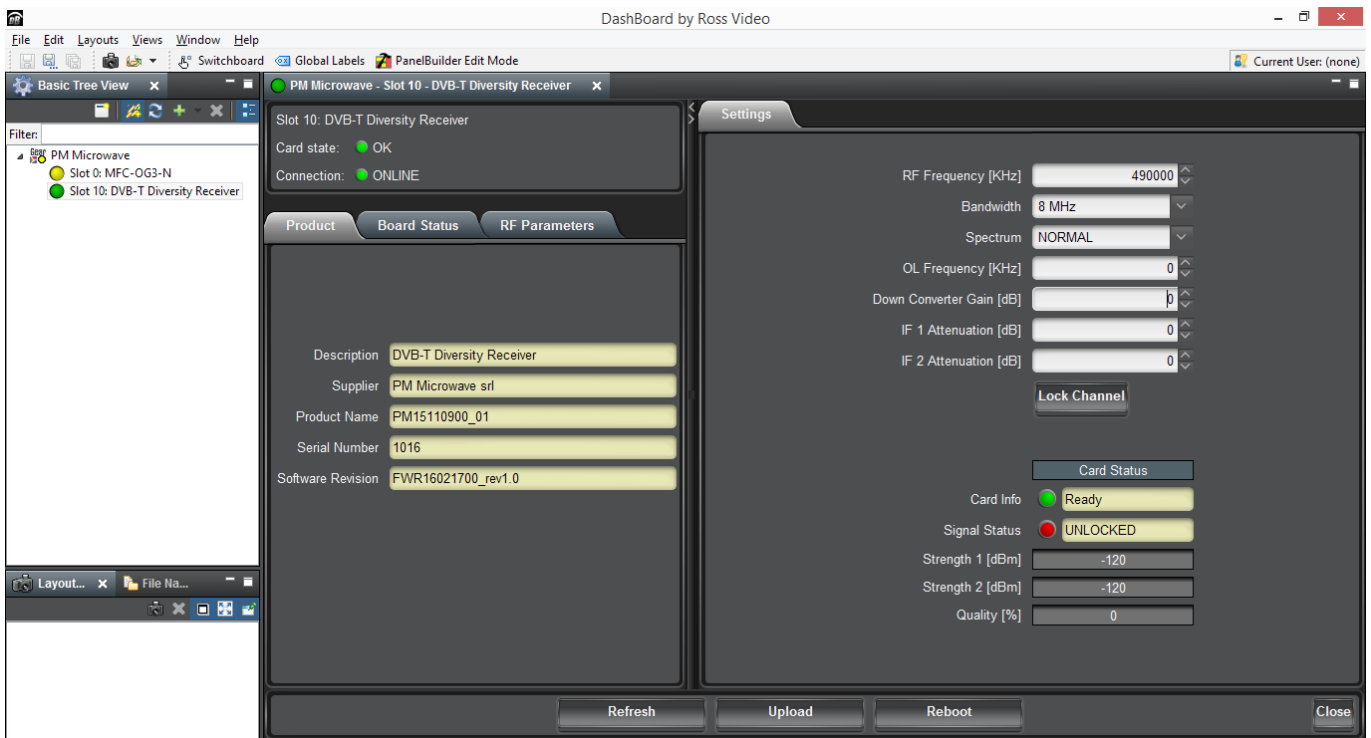 DashBoard by Ross Video
File Edit Layouts Views Window Help
Switchboard Global Labels PanelBuilder Edit Mode Current User: (none)
Basic Tree View
Filter:
PM Microwave
Slot 0: MFC-OG3-N
Slot 10: DVB-T Diversity Receiver
Layout... File Na...
PM Microwave - Slot 10 - DVB-T Diversity Receiver
Slot 10: DVB-T Diversity Receiver
Card state: OK
Connection: ONLINE
Product Board Status RF Parameters
Description DVB-T Diversity Receiver
Supplier PM Microwave srl
Product Name PM15110900_01
Serial Number 1016
Software Revision FWR16021700_rev1.0
Settings
RF Frequency [KHz] 490000
Bandwidth 8 MHz
Spectrum NORMAL
OL Frequency [KHz] 0
Down Converter Gain [dB] 0
IF 1 Attenuation [dB] 0
IF 2 Attenuation [dB] 0
Lock Channel
Card Status
Card Info Ready
Signal Status UNLOCKED
Strength 1 [dBm] -120
Strength 2 [dBm] -120
Quality [%] 0
Refresh Upload Reboot Close